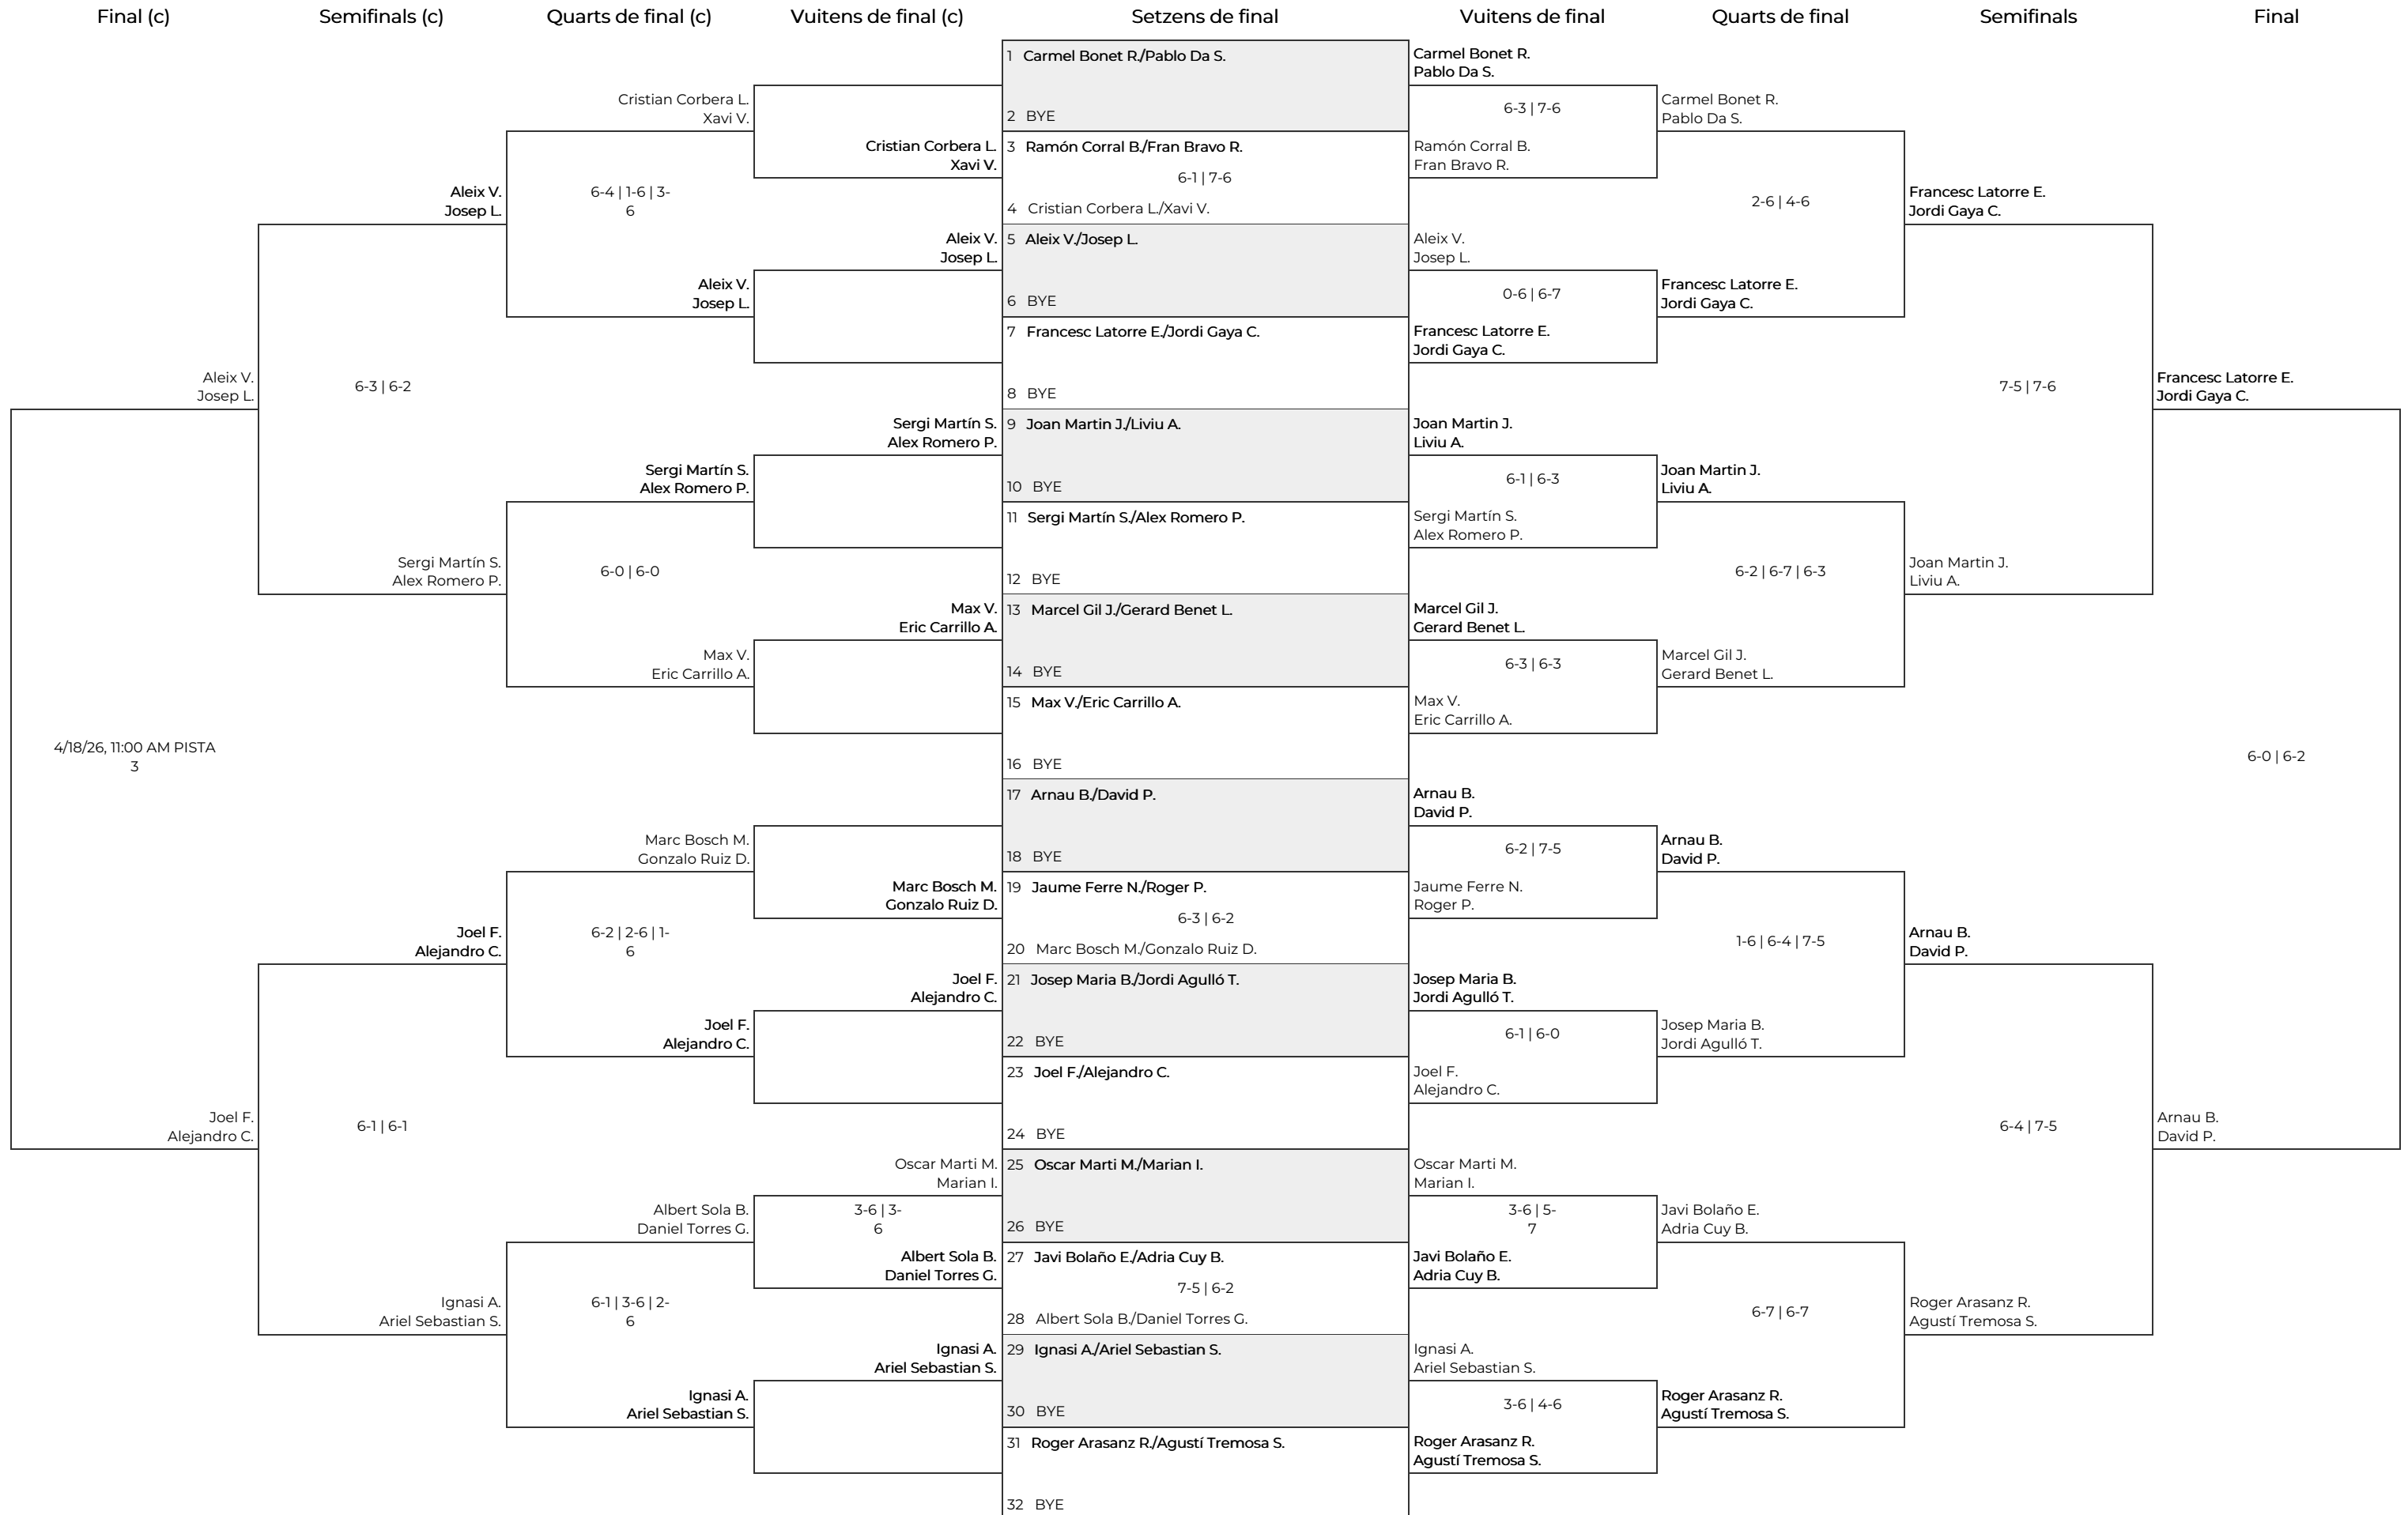 Final (c)
Semifinals (c)
Quarts de final (c)
Vuitens de final (c)
Setzens de final
Vuitens de final
Quarts de final
Semifinals
Final
Aleix V.
Josep L.
4/18/26, 11:00 AM PISTA
3
Joel F.
Alejandro C.
Aleix V.
Josep L.
6-3 | 6-2
Sergi Martín S.
Alex Romero P.
Joel F.
Alejandro C.
6-1 | 6-1
Ignasi A.
Ariel Sebastian S.
Cristian Corbera L.
Xavi V.
6-4 | 1-6 | 3-
6
Aleix V.
Josep L.
Sergi Martín S.
Alex Romero P.
6-0 | 6-0
Max V.
Eric Carrillo A.
Marc Bosch M.
Gonzalo Ruiz D.
6-2 | 2-6 | 1-
6
Joel F.
Alejandro C.
Albert Sola B.
Daniel Torres G.
6-1 | 3-6 | 2-
6
Ignasi A.
Ariel Sebastian S.
Cristian Corbera L.
Xavi V.
Aleix V.
Josep L.
Sergi Martín S.
Alex Romero P.
Max V.
Eric Carrillo A.
Marc Bosch M.
Gonzalo Ruiz D.
Joel F.
Alejandro C.
Oscar Marti M.
Marian I.
3-6 | 3-
6
Albert Sola B.
Daniel Torres G.
Ignasi A.
Ariel Sebastian S.
1 Carmel Bonet R./Pablo Da S.
2 BYE
3 Ramón Corral B./Fran Bravo R.
6-1 | 7-6
4 Cristian Corbera L./Xavi V.
5 Aleix V./Josep L.
6 BYE
7 Francesc Latorre E./Jordi Gaya C.
8 BYE
9 Joan Martin J./Liviu A.
10 BYE
11 Sergi Martín S./Alex Romero P.
12 BYE
13 Marcel Gil J./Gerard Benet L.
14 BYE
15 Max V./Eric Carrillo A.
16 BYE
17 Arnau B./David P.
18 BYE
19 Jaume Ferre N./Roger P.
6-3 | 6-2
20 Marc Bosch M./Gonzalo Ruiz D.
21 Josep Maria B./Jordi Agulló T.
22 BYE
23 Joel F./Alejandro C.
24 BYE
25 Oscar Marti M./Marian I.
26 BYE
27 Javi Bolaño E./Adria Cuy B.
7-5 | 6-2
28 Albert Sola B./Daniel Torres G.
29 Ignasi A./Ariel Sebastian S.
30 BYE
31 Roger Arasanz R./Agustí Tremosa S.
32 BYE
Carmel Bonet R.
Pablo Da S.
6-3 | 7-6
Ramón Corral B.
Fran Bravo R.
Aleix V.
Josep L.
0-6 | 6-7
Francesc Latorre E.
Jordi Gaya C.
Joan Martin J.
Liviu A.
6-1 | 6-3
Sergi Martín S.
Alex Romero P.
Marcel Gil J.
Gerard Benet L.
6-3 | 6-3
Max V.
Eric Carrillo A.
Arnau B.
David P.
6-2 | 7-5
Jaume Ferre N.
Roger P.
Josep Maria B.
Jordi Agulló T.
6-1 | 6-0
Joel F.
Alejandro C.
Oscar Marti M.
Marian I.
3-6 | 5-
7
Javi Bolaño E.
Adria Cuy B.
Ignasi A.
Ariel Sebastian S.
3-6 | 4-6
Roger Arasanz R.
Agustí Tremosa S.
Carmel Bonet R.
Pablo Da S.
2-6 | 4-6
Francesc Latorre E.
Jordi Gaya C.
Joan Martin J.
Liviu A.
6-2 | 6-7 | 6-3
Marcel Gil J.
Gerard Benet L.
Arnau B.
David P.
1-6 | 6-4 | 7-5
Josep Maria B.
Jordi Agulló T.
Javi Bolaño E.
Adria Cuy B.
6-7 | 6-7
Roger Arasanz R.
Agustí Tremosa S.
Francesc Latorre E.
Jordi Gaya C.
7-5 | 7-6
Joan Martin J.
Liviu A.
Arnau B.
David P.
6-4 | 7-5
Roger Arasanz R.
Agustí Tremosa S.
Francesc Latorre E.
Jordi Gaya C.
6-0 | 6-2
Arnau B.
David P.